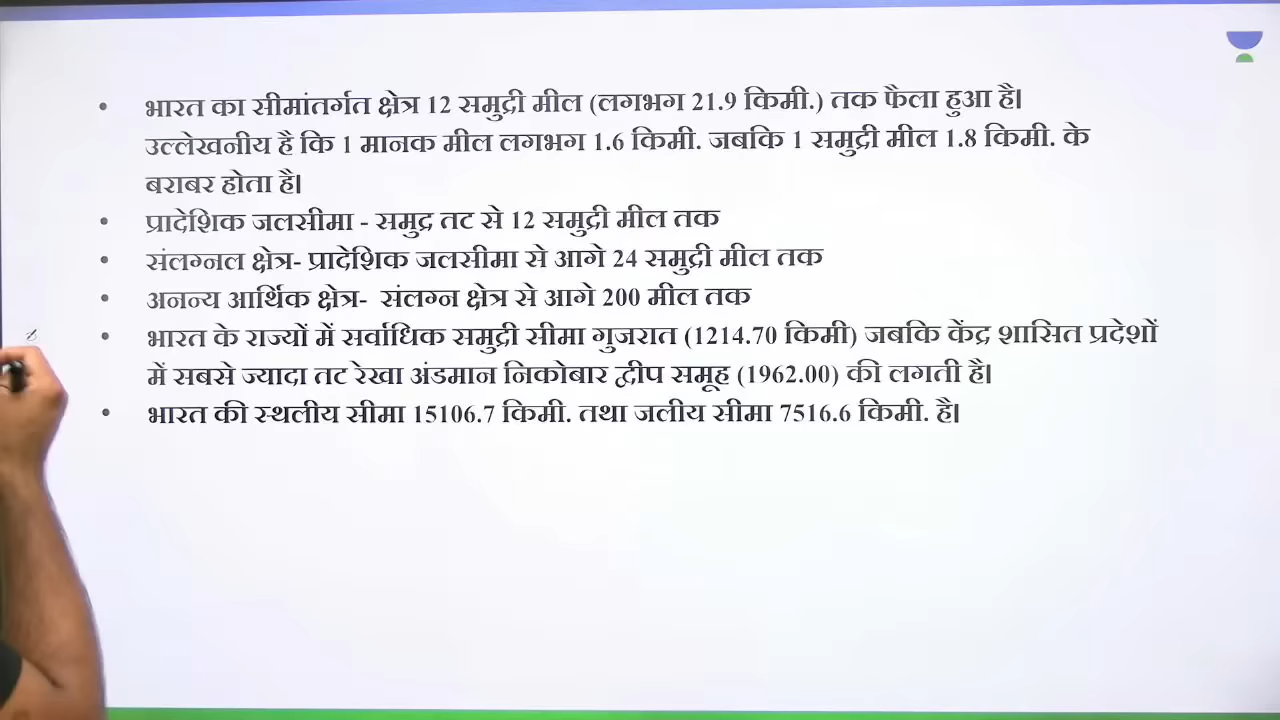 • भारत का सीमांतर्गत क्षेत्र 12 समुद्री मील (लगभग 21.9 किमी.) तक फैला हुआ है।
उल्लेखनीय है कि 1 मानक मील लगभग 1.6 किमी. जबकि 1 समुद्री मील 1.8 किमी. के
बराबर होता है।
• प्रादेशिक जलसीमा - समुद्र तट से 12 समुद्री मील तक
• संलग्नल क्षेत्र- प्रादेशिक जलसीमा से आगे 24 समुद्री मील तक
• अनन्य आर्थिक क्षेत्र- संलग्न क्षेत्र से आगे 200 मील तक
• भारत के राज्यों में सर्वाधिक समुद्री सीमा गुजरात (1214.70 किमी) जबकि केंद्र शासित प्रदेशों
में सबसे ज्यादा तट रेखा अंडमान निकोबार द्वीप समूह (1962.00) की लगती है।
• भारत की स्थलीय सीमा 15106.7 किमी. तथा जलीय सीमा 7516.6 किमी. है।